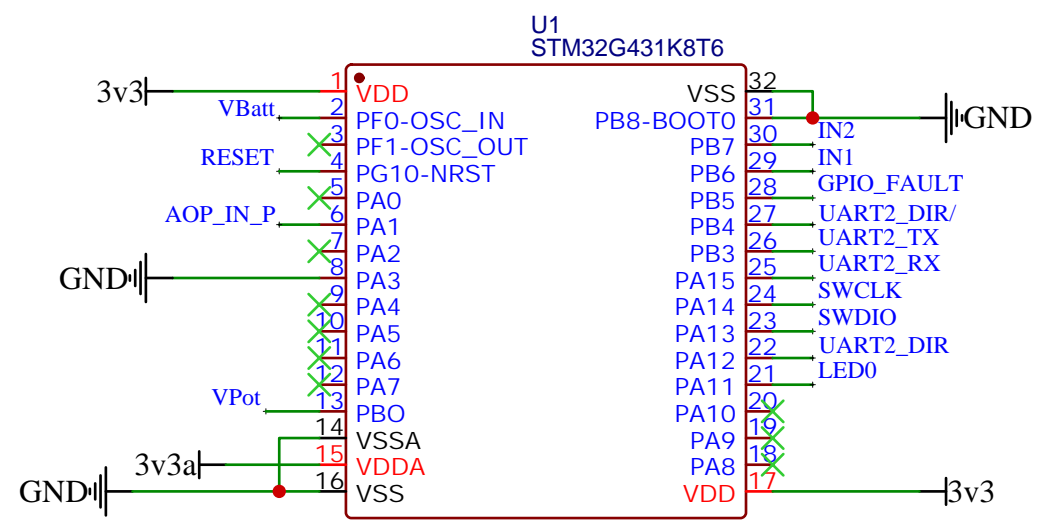 U1
STM32G431K8T6
3v3 1 VDD
VBatt 2 PF0-OSC_IN
3 PF1-OSC_OUT
RESET 4 PG10-NRST
5 PA0
AOP_IN_P 6 PA1
7 PA2
GND 8 PA3
9 PA4
10 PA5
11 PA6
12 PA7
VPot 13 PBO
14 VSSA
3v3a 15 VDDA
GND 16 VSS
VSS 32
PB8-BOOT0 31 GND
PB7 30 IN2
PB6 29 IN1
PB5 28 GPIO_FAULT
PB4 27 UART2_DIR/
PB3 26 UART2_TX
PA15 25 UART2_RX
PA14 24 SWCLK
PA13 23 SWDIO
PA12 22 UART2_DIR
PA11 21 LED0
PA10 20
PA9 19
PA8 18
VDD 17 3v3